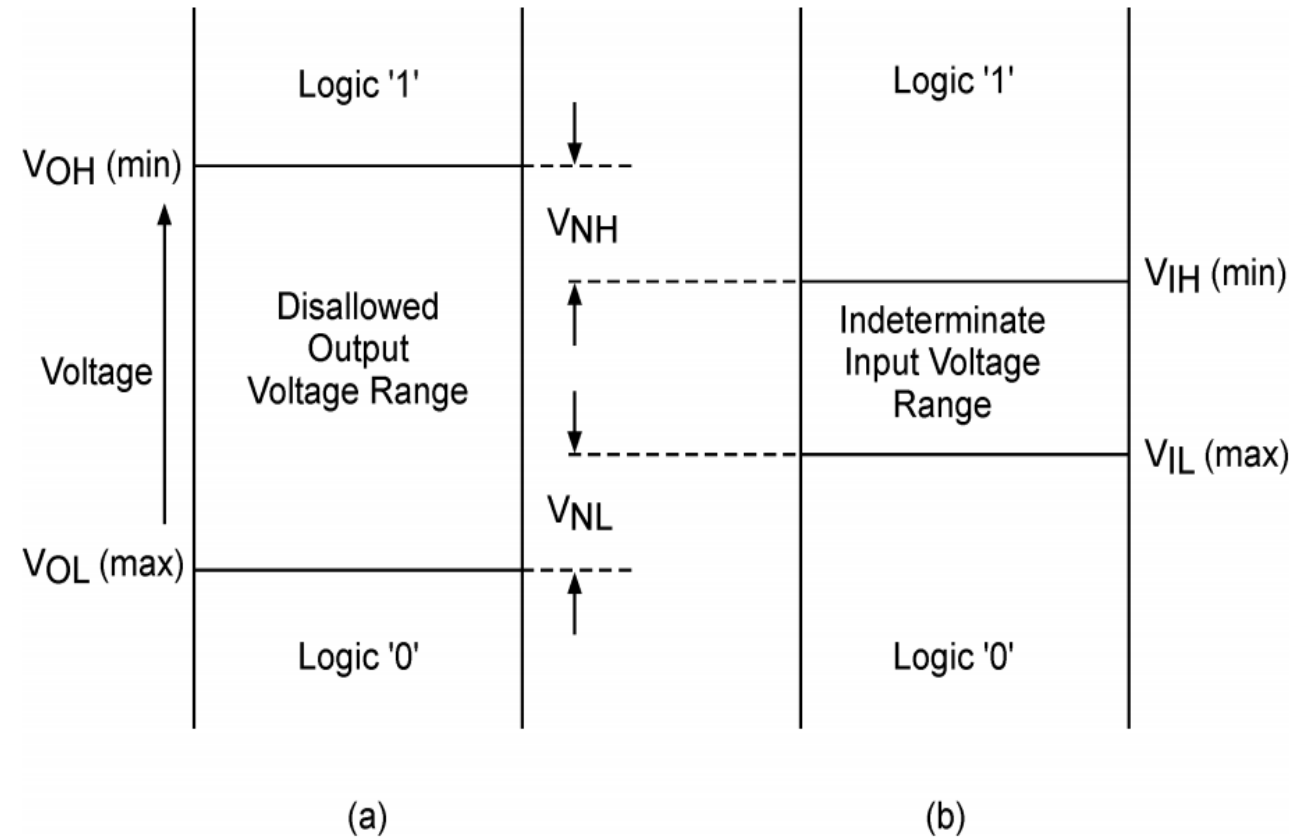 Logic '1'
Logic '1'
VOH (min)
VNH
VIH (min)
Disallowed
Output
Voltage Range
Indeterminate
Input Voltage
Range
Voltage
VIL (max)
VNL
VOL (max)
Logic '0'
Logic '0'
(a)
(b)